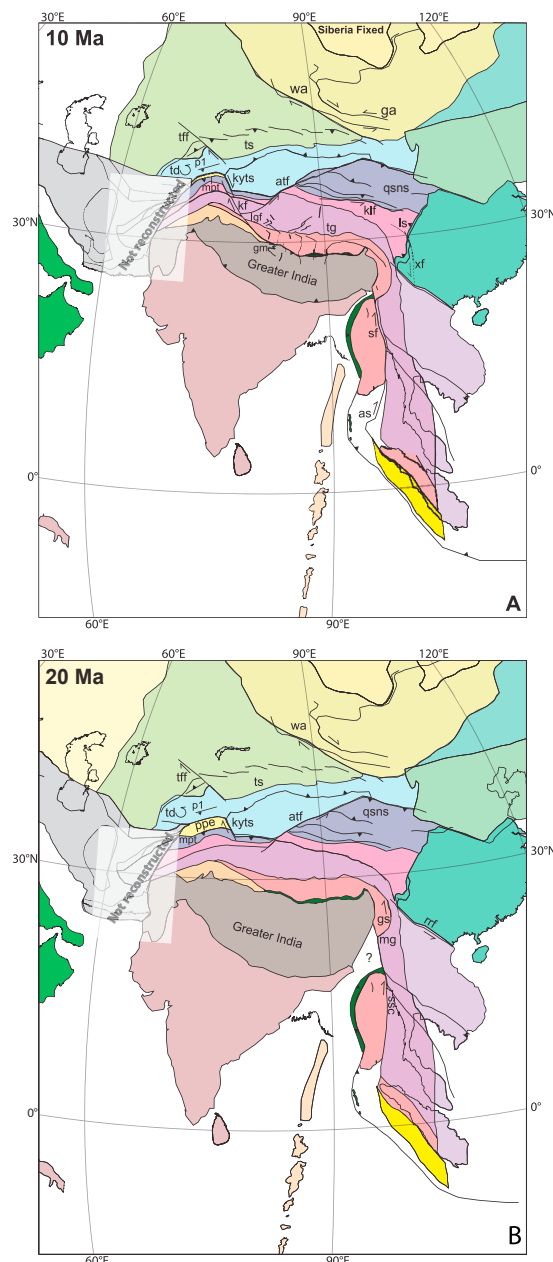 30°E 60°E 90°E 120°E
10 Ma
Siberia Fixed
wa
ga
tff
ts
td
p1
kyts
atf
mpt
qsns
kf
klf
ls
lgf
tg
30°N
30°N
Not reconstructed
gm
xf
Greater India
sf
as
0°
0°
A
60°E 90°E
30°E 60°E 90°E 120°E
20 Ma
wa
tff
ts
td
p1
ppe
kyts
atf
qsns
mpt
30°N
30°N
Not reconstructed
gs
rrf
Greater India
mg
?
ssc
0°
0°
B
60°E 90°E